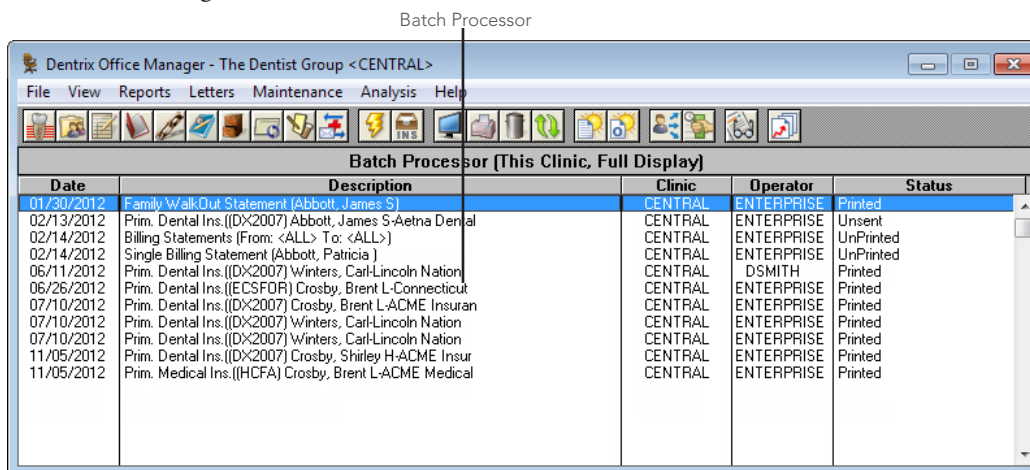 Batch Processor
Dentrix Office Manager - The Dentist Group <CENTRAL>
File View Reports Letters Maintenance Analysis Help
INS
Batch Processor (This Clinic, Full Display)
Date Description Clinic Operator Status
01/30/2012 Family WalkOut Statement (Abbott, James S) CENTRAL ENTERPRISE Printed
02/13/2012 Prim. Dental Ins.((DX2007) Abbott, James S-Aetna Dental CENTRAL ENTERPRISE Unsent
02/14/2012 Billing Statements (From: <ALL> To: <ALL>) CENTRAL ENTERPRISE UnPrinted
02/14/2012 Single Billing Statement (Abbott, Patricia ) CENTRAL ENTERPRISE UnPrinted
06/11/2012 Prim. Dental Ins.((DX2007) Winters, Carl-Lincoln Nation CENTRAL DSMITH Printed
06/26/2012 Prim. Dental Ins.((ECSFOR) Crosby, Brent L-Connecticut CENTRAL ENTERPRISE Printed
07/10/2012 Prim. Dental Ins.((DX2007) Crosby, Brent L-ACME Insuran CENTRAL ENTERPRISE Printed
07/10/2012 Prim. Dental Ins.((DX2007) Winters, Carl-Lincoln Nation CENTRAL ENTERPRISE Printed
07/10/2012 Prim. Dental Ins.((DX2007) Winters, Carl-Lincoln Nation CENTRAL ENTERPRISE Printed
11/05/2012 Prim. Dental Ins.((DX2007) Crosby, Shirley H-ACME Insur CENTRAL ENTERPRISE Printed
11/05/2012 Prim. Medical Ins.((HCFA) Crosby, Brent L-ACME Medical CENTRAL ENTERPRISE Printed